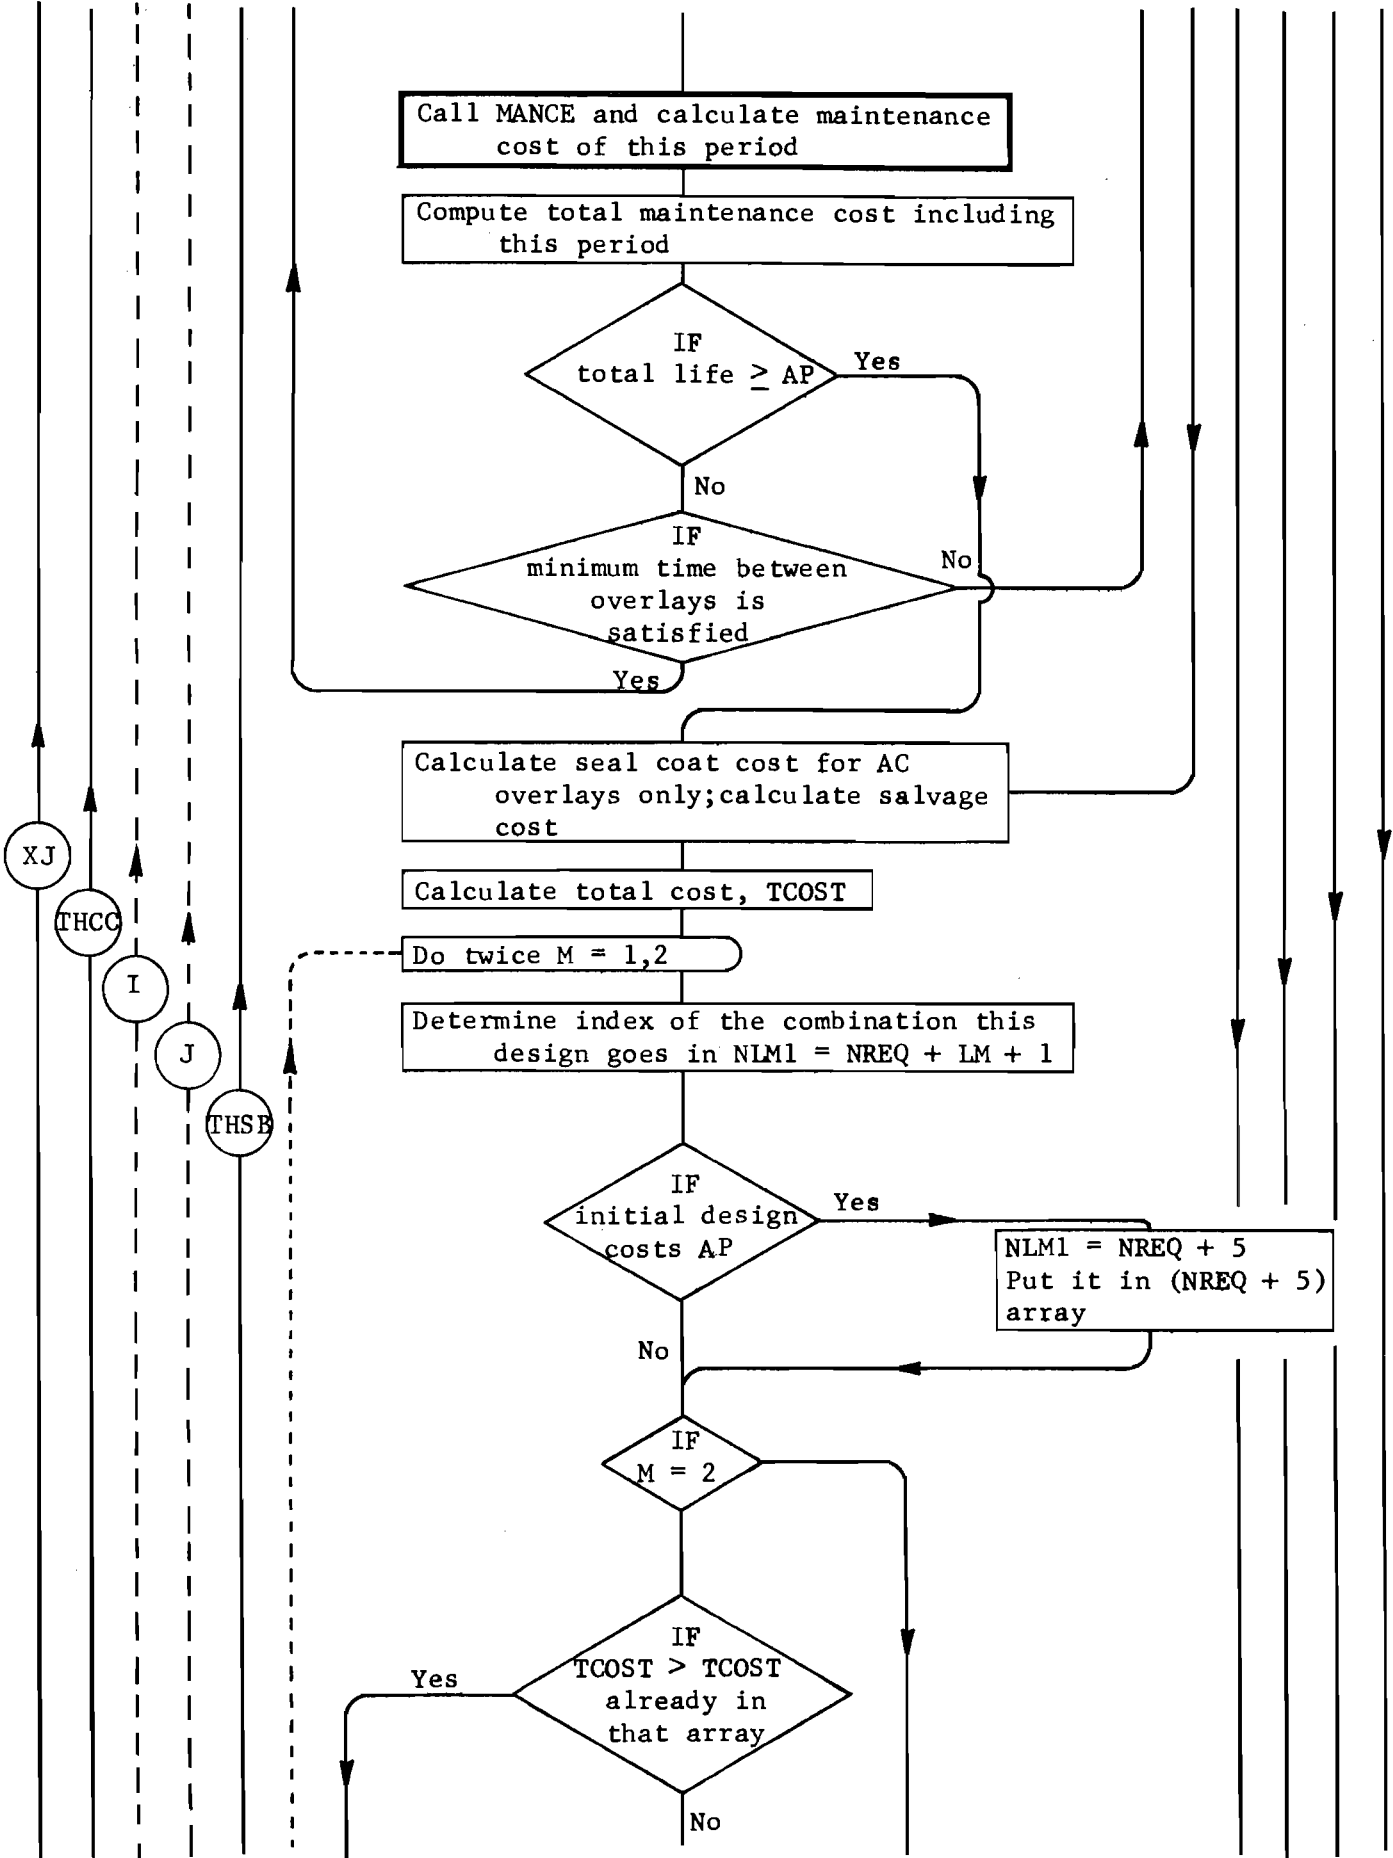 Call MANCE and calculate maintenance
cost of this period
Compute total maintenance cost including
this period
IF
total life ≥ AP
Yes
No
IF
minimum time between
overlays is
satisfied
No
Yes
Calculate seal coat cost for AC
overlays only;calculate salvage
cost
XJ
Calculate total cost, TCOST
THCC
Do twice M = 1,2
I
Determine index of the combination this
design goes in NLM1 = NREQ + LM + 1
J
THSB
IF
initial design
costs AP
Yes
NLM1 = NREQ + 5
Put it in (NREQ + 5)
array
No
IF
M = 2
IF
TCOST > TCOST
already in
that array
Yes
No